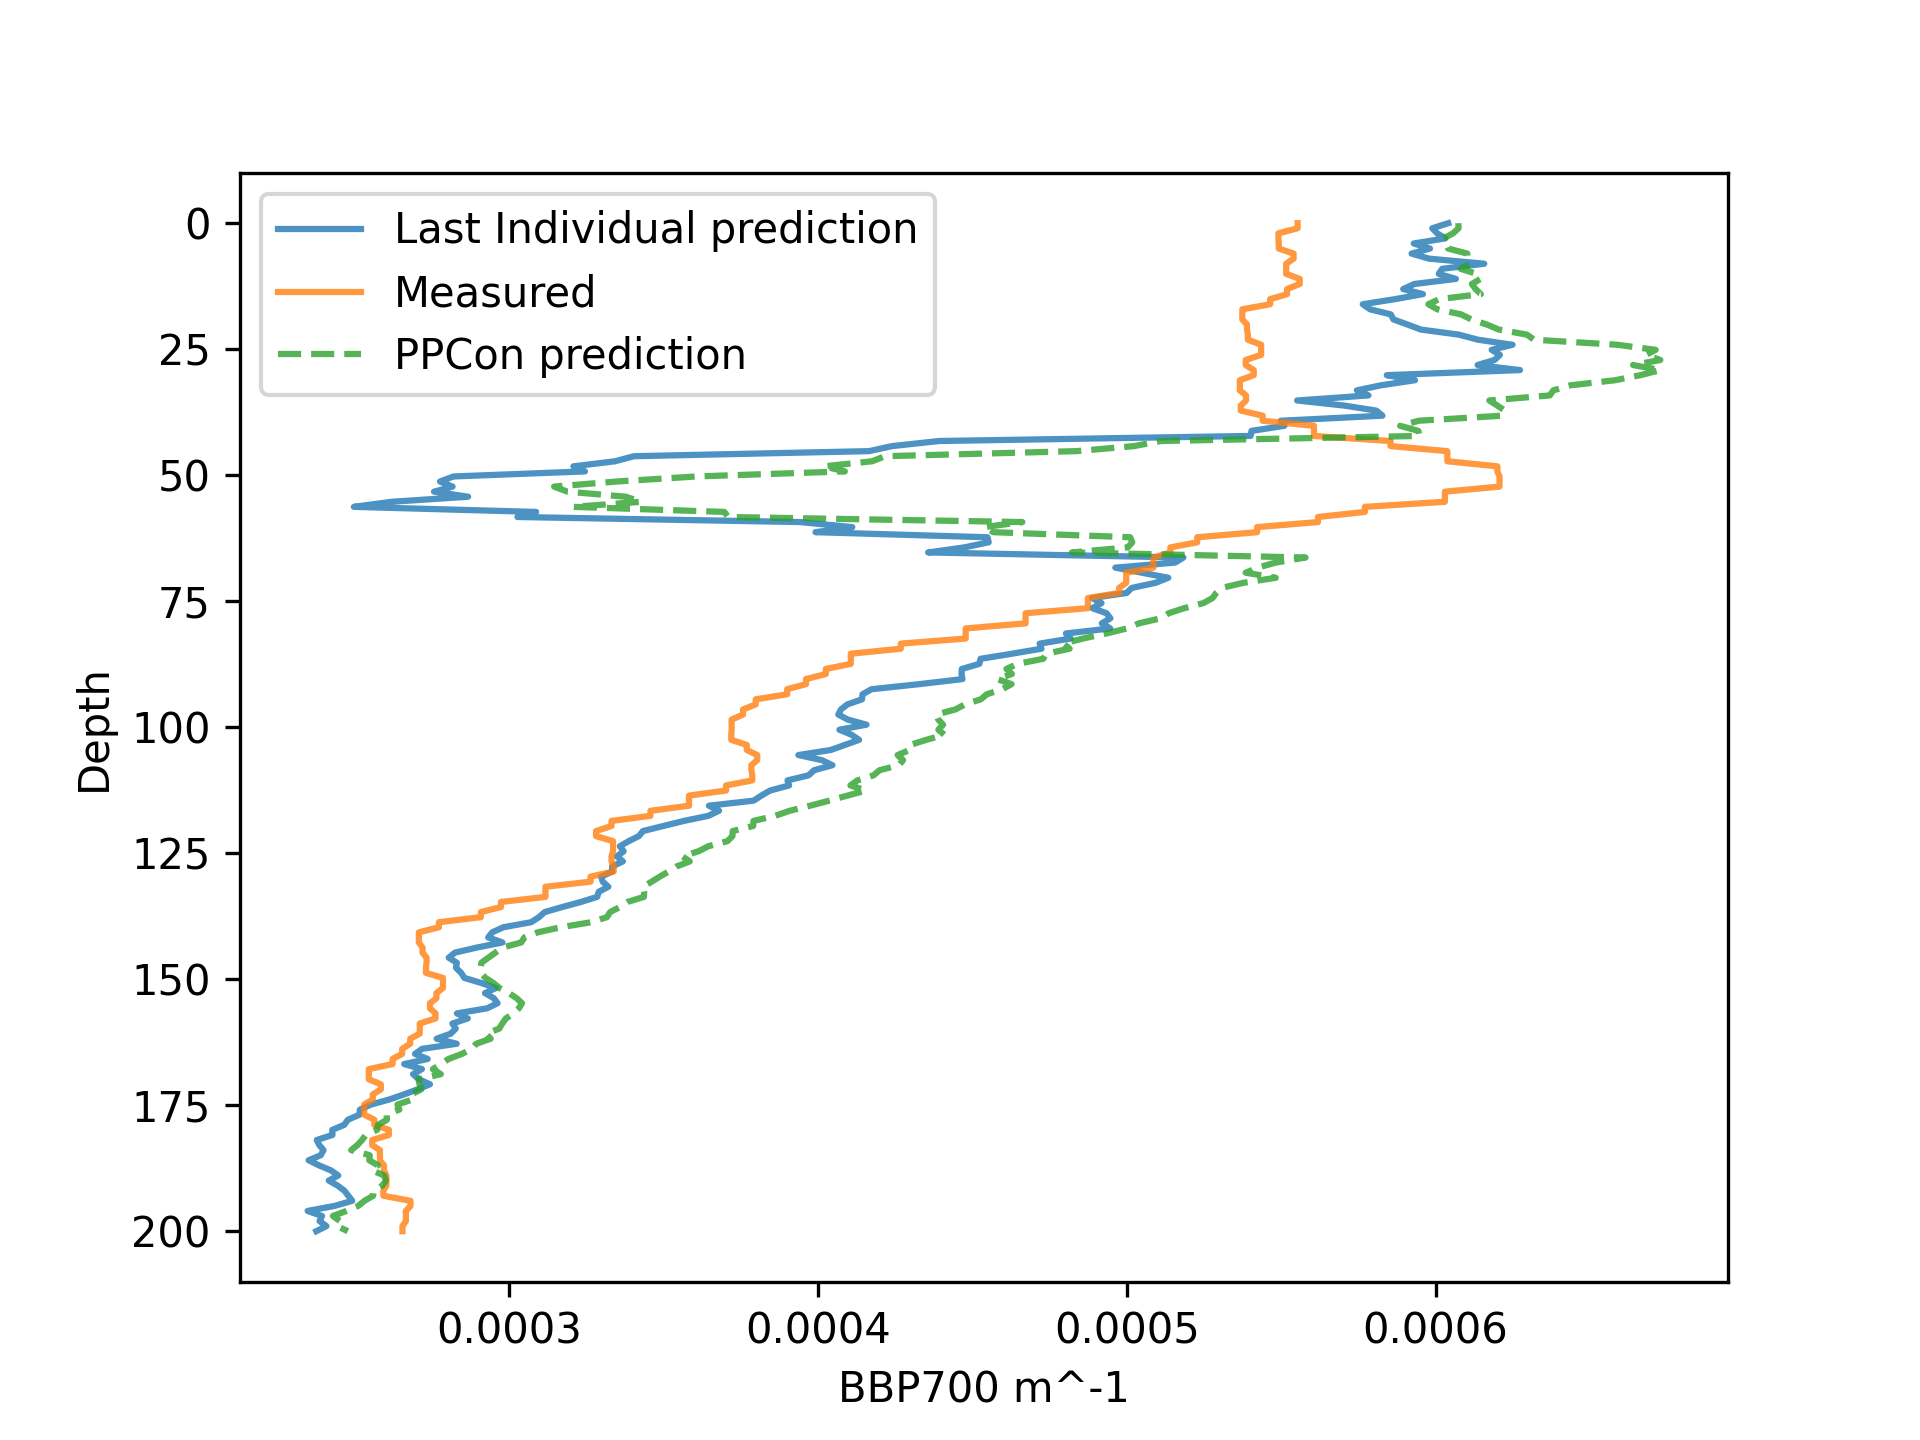 Last Individual prediction
Measured
PPCon prediction
0
25
50
75
100
125
150
175
200
Depth
0.0003 0.0004 0.0005 0.0006
BBP700 m^-1